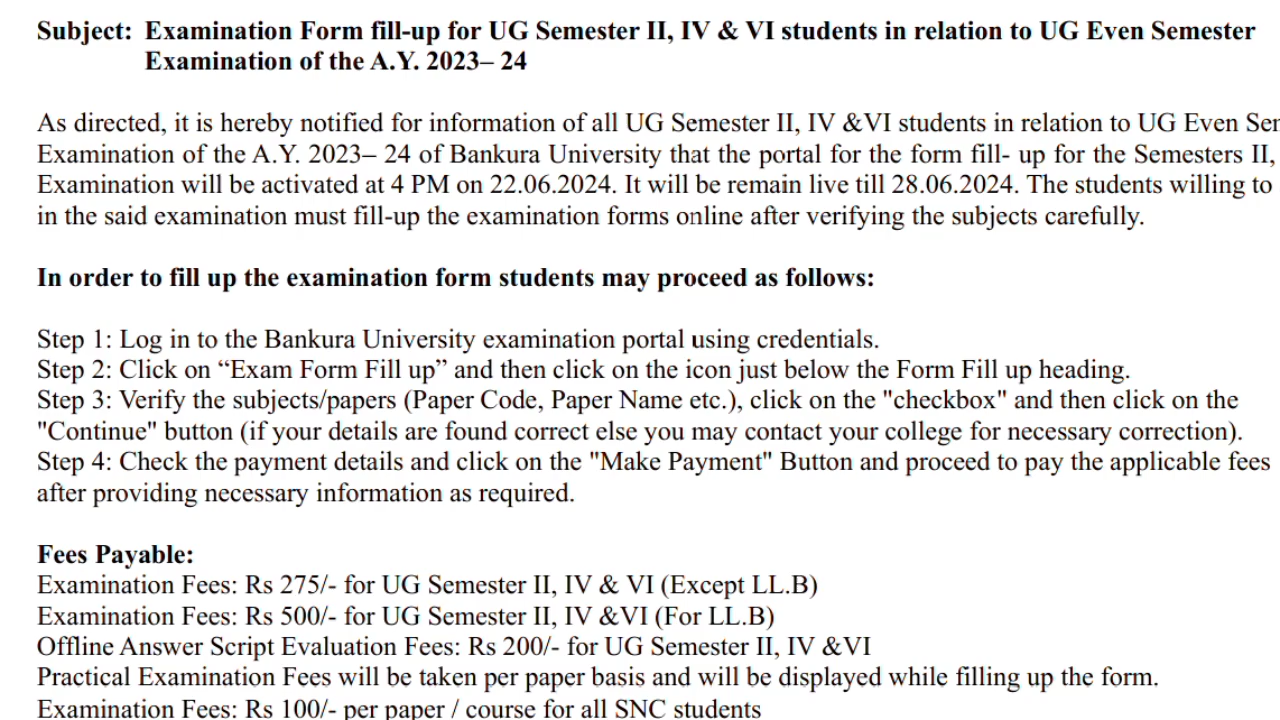 Subject: Examination Form fill-up for UG Semester II, IV & VI students in relation to UG Even Semester
Examination of the A.Y. 2023– 24
As directed, it is hereby notified for information of all UG Semester II, IV &VI students in relation to UG Even
Examination of the A.Y. 2023– 24 of Bankura University that the portal for the form fill- up for the Semesters II,
Examination will be activated at 4 PM on 22.06.2024. It will be remain live till 28.06.2024. The students willing to
in the said examination must fill-up the examination forms online after verifying the subjects carefully.
In order to fill up the examination form students may proceed as follows:
Step 1: Log in to the Bankura University examination portal using credentials.
Step 2: Click on “Exam Form Fill up” and then click on the icon just below the Form Fill up heading.
Step 3: Verify the subjects/papers (Paper Code, Paper Name etc.), click on the "checkbox" and then click on the
"Continue" button (if your details are found correct else you may contact your college for necessary correction).
Step 4: Check the payment details and click on the "Make Payment" Button and proceed to pay the applicable fees
after providing necessary information as required.
Fees Payable:
Examination Fees: Rs 275/- for UG Semester II, IV & VI (Except LL.B)
Examination Fees: Rs 500/- for UG Semester II, IV &VI (For LL.B)
Offline Answer Script Evaluation Fees: Rs 200/- for UG Semester II, IV &VI
Practical Examination Fees will be taken per paper basis and will be displayed while filling up the form.
Examination Fees: Rs 100/- per paper / course for all SNC students